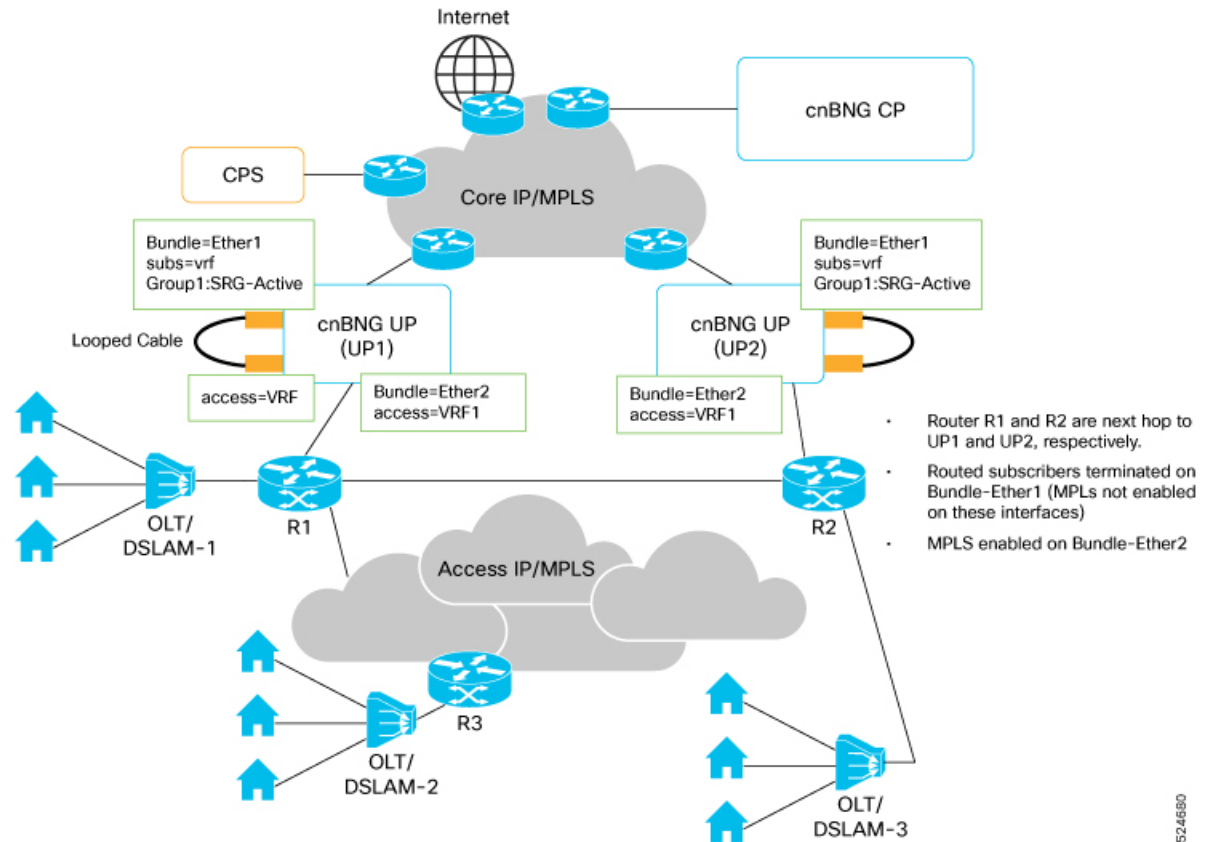 Internet
cnBNG CP
CPS
Core IP/MPLS
Bundle=Ether1
subs=vrf
Group1:SRG-Active
Bundle=Ether1
subs=vrf
Group1:SRG-Active
Looped Cable
cnBNG UP
(UP1)
cnBNG UP
(UP2)
access=VRF
Bundle=Ether2
access=VRF1
Bundle=Ether2
access=VRF1
· Router R1 and R2 are next hop to
UP1 and UP2, respectively.
· Routed subscribers terminated on
Bundle-Ether1 (MPLs not enabled
on these interfaces)
· MPLS enabled on Bundle-Ether2
OLT/
DSLAM-1
R1
R2
Access IP/MPLS
R3
OLT/
DSLAM-2
OLT/
DSLAM-3
524680